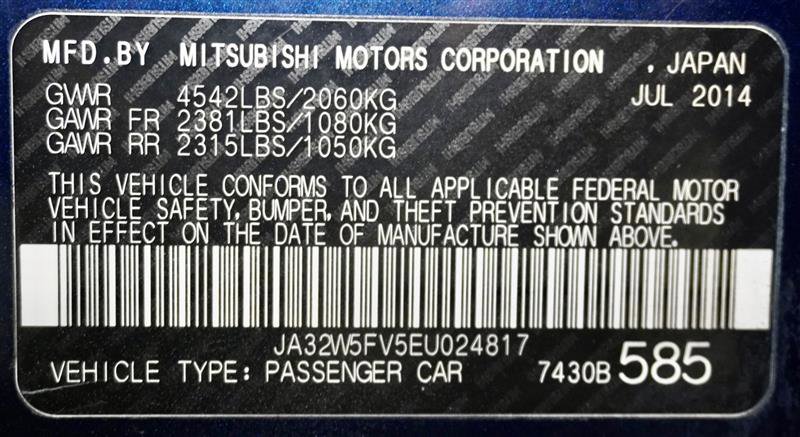 MFD.BY MITSUBISHI MOTORS CORPORATION , JAPAN
GVWR 4542LBS/2060KG JUL 2014
GAWR FR 2381LBS/1080KG
GAWR RR 2315LBS/1050KG
THIS VEHICLE CONFORMS TO ALL APPLICABLE FEDERAL MOTOR
VEHICLE SAFETY, BUMPER, AND THEFT PREVENTION STANDARDS
IN EFFECT ON THE DATE OF MANUFACTURE SHOWN ABOVE.
JA32W5FV5EU024817
VEHICLE TYPE: PASSENGER CAR 7430B 585